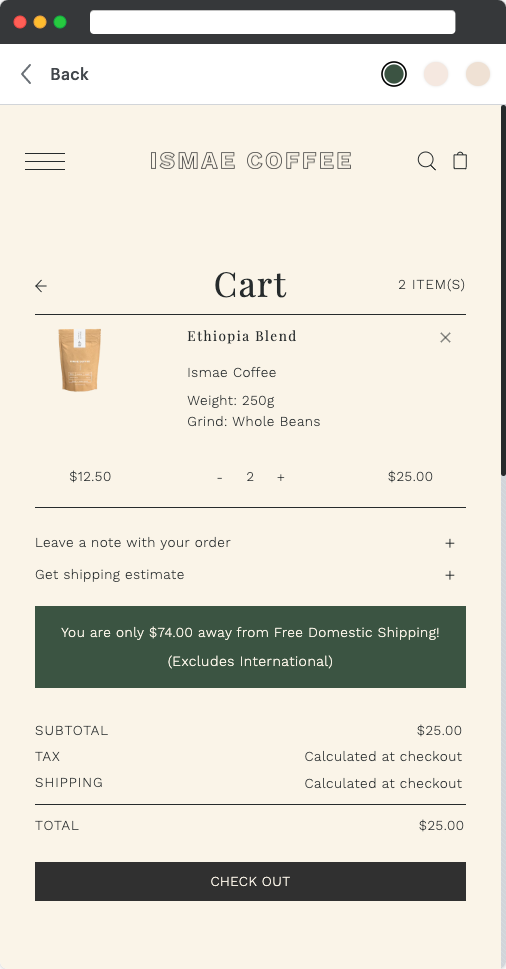 Back
ISMAE COFFEE
Cart
2 ITEM(S)
Ethiopia Blend
Ismae Coffee
Weight: 250g
Grind: Whole Beans
$12.50 - 2 + $25.00
Leave a note with your order +
Get shipping estimate +
You are only $74.00 away from Free Domestic Shipping!
(Excludes International)
SUBTOTAL $25.00
TAX Calculated at checkout
SHIPPING Calculated at checkout
TOTAL $25.00
CHECK OUT